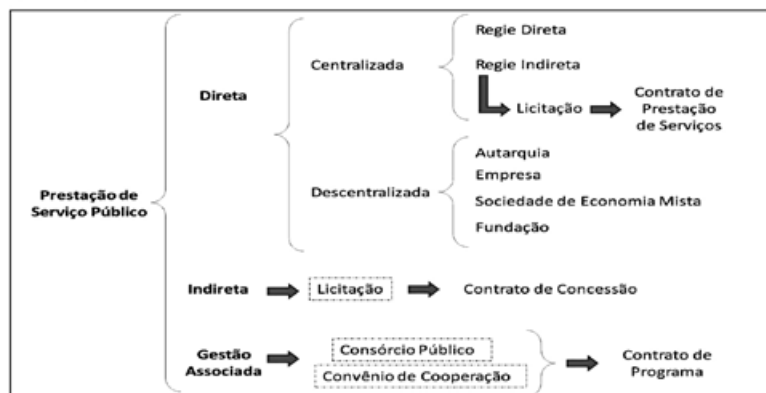 Prestação de
Serviço Público
Direta
Centralizada
Regie Direta
Regie Indireta
Licitação
Contrato de
Prestação
de Serviços
Descentralizada
Autarquia
Empresa
Sociedade de Economia Mista
Fundação
Indireta
Licitação
Contrato de Concessão
Gestão
Associada
Consórcio Público
Convênio de Cooperação
Contrato de
Programa